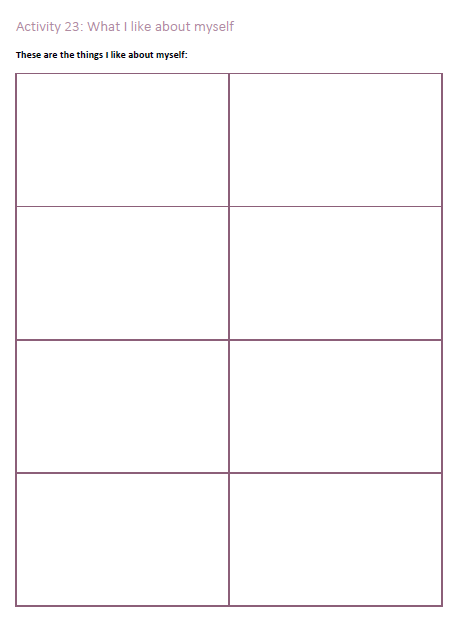 Activity 23: What I like about myself
These are the things I like about myself: